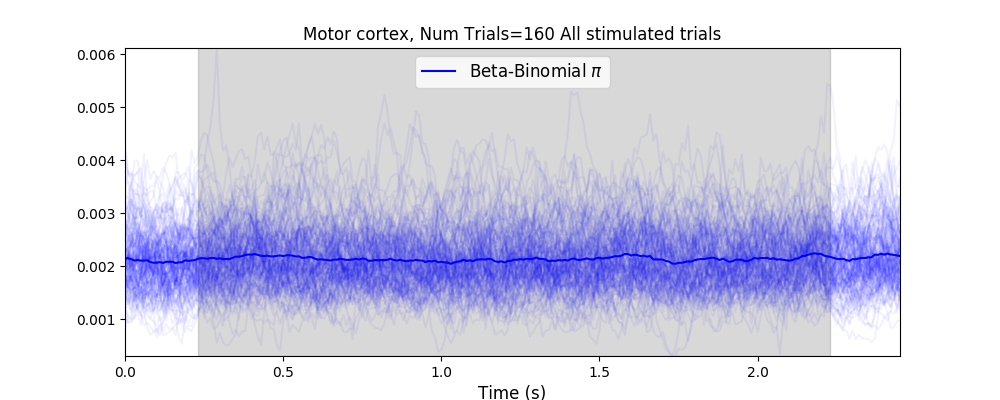 Motor cortex, Num Trials=160 All stimulated trials
Beta-Binomial π
0.006
0.005
0.004
0.003
0.002
0.001
0.0 0.5 1.0 1.5 2.0
Time (s)